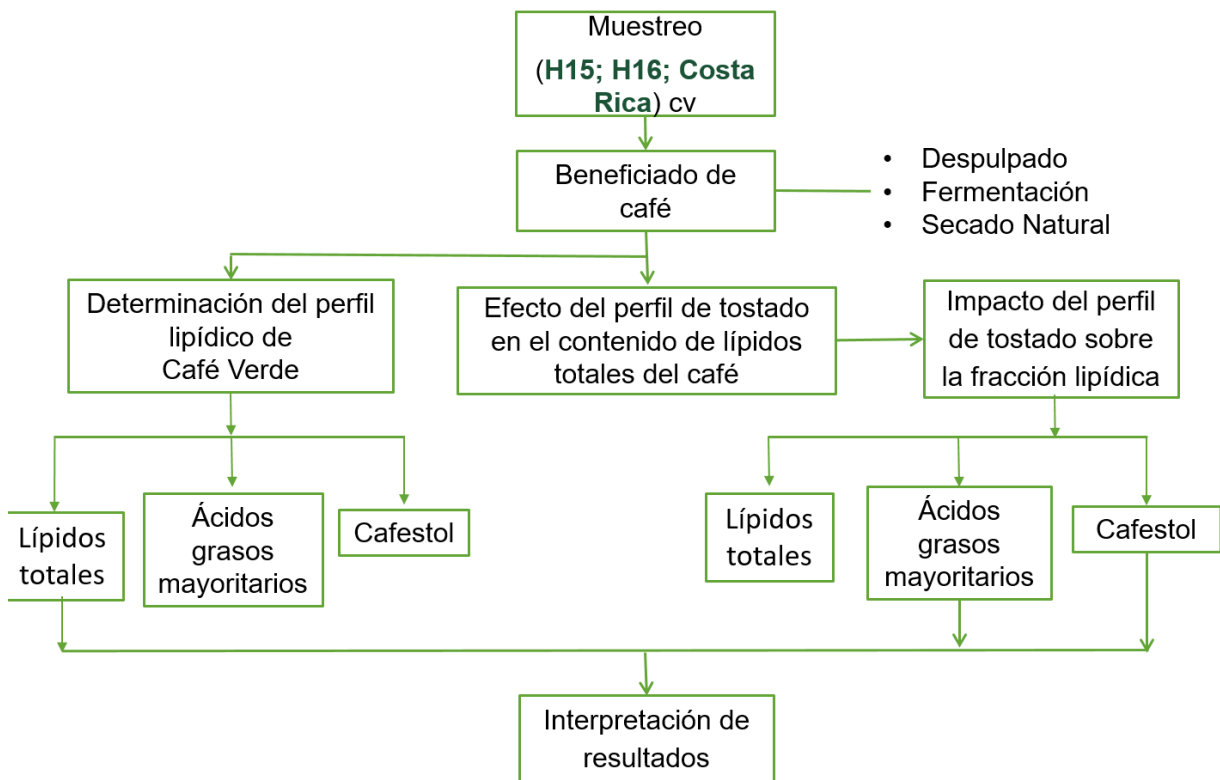 Muestreo
(H15; H16; Costa
Rica) cv
Beneficiado de
café
• Despulpado
• Fermentación
• Secado Natural
Determinación del perfil
lipídico de
Café Verde
Efecto del perfil de tostado
en el contenido de lípidos
totales del café
Impacto del perfil
de tostado sobre
la fracción lipídica
Lípidos
totales
Ácidos
grasos
mayoritarios
Cafestol
Lípidos
totales
Ácidos
grasos
mayoritarios
Cafestol
Interpretación de
resultados